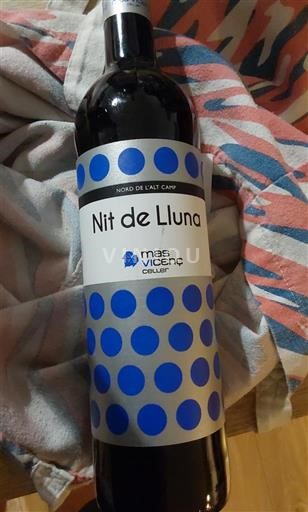 NORD DE L'ALT CAMP
Nit de Lluna
mas
vicenç
celler